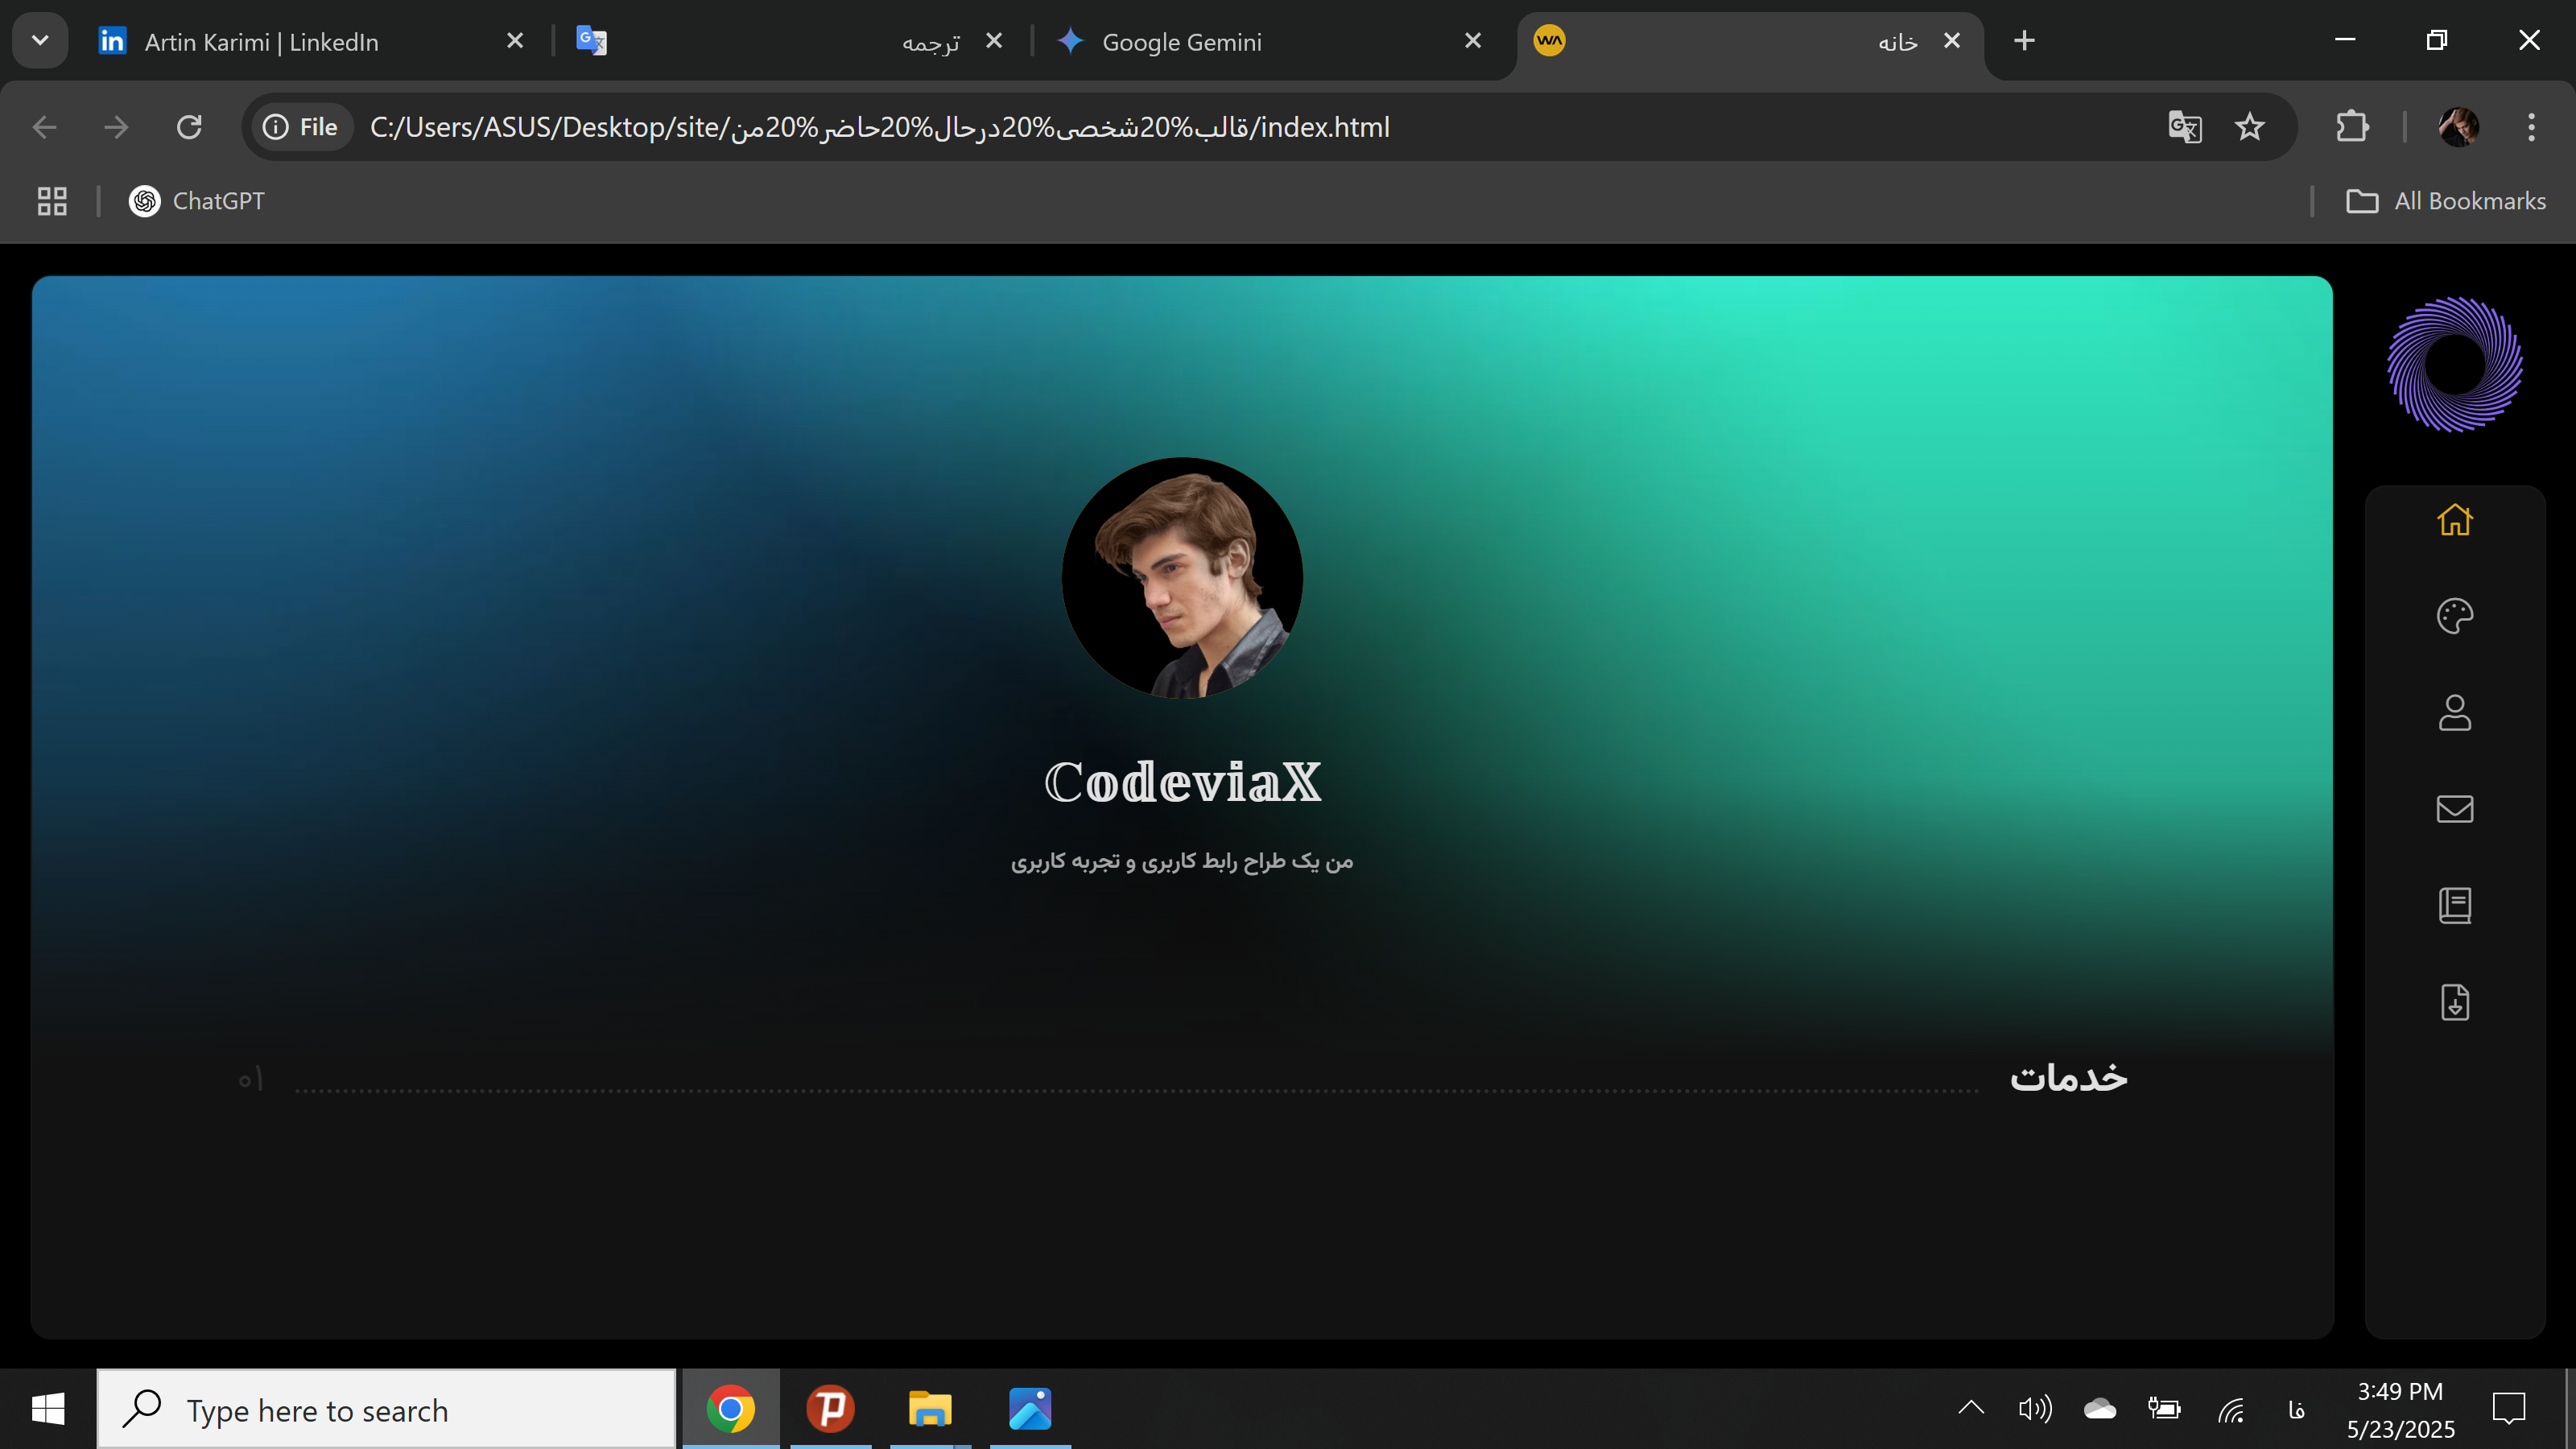 Artin Karimi | LinkedIn
ترجمه
Google Gemini
WA
خانه
File
C:/Users/ASUS/Desktop/site/قالب%20شخصی%20درحال%20حاضر%20من/index.html
ChatGPT
All Bookmarks
ℂ𝕠𝕕𝕖𝕧𝕚𝕒𝕏
من یک طراح رابط کاربری و تجربه کاربری
خدمات
۰۱
Type here to search
فا
3:49 PM
5/23/2025